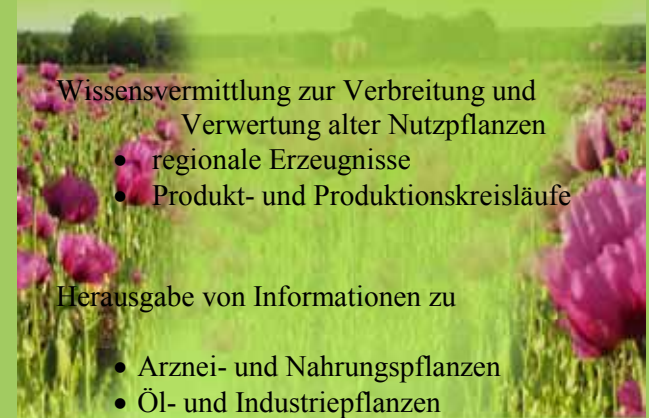 Wissensvermittlung zur Verbreitung und
Verwertung alter Nutzpflanzen
• regionale Erzeugnisse
• Produkt- und Produktionskreisläufe
Herausgabe von Informationen zu
• Arznei- und Nahrungspflanzen
• Öl- und Industriepflanzen